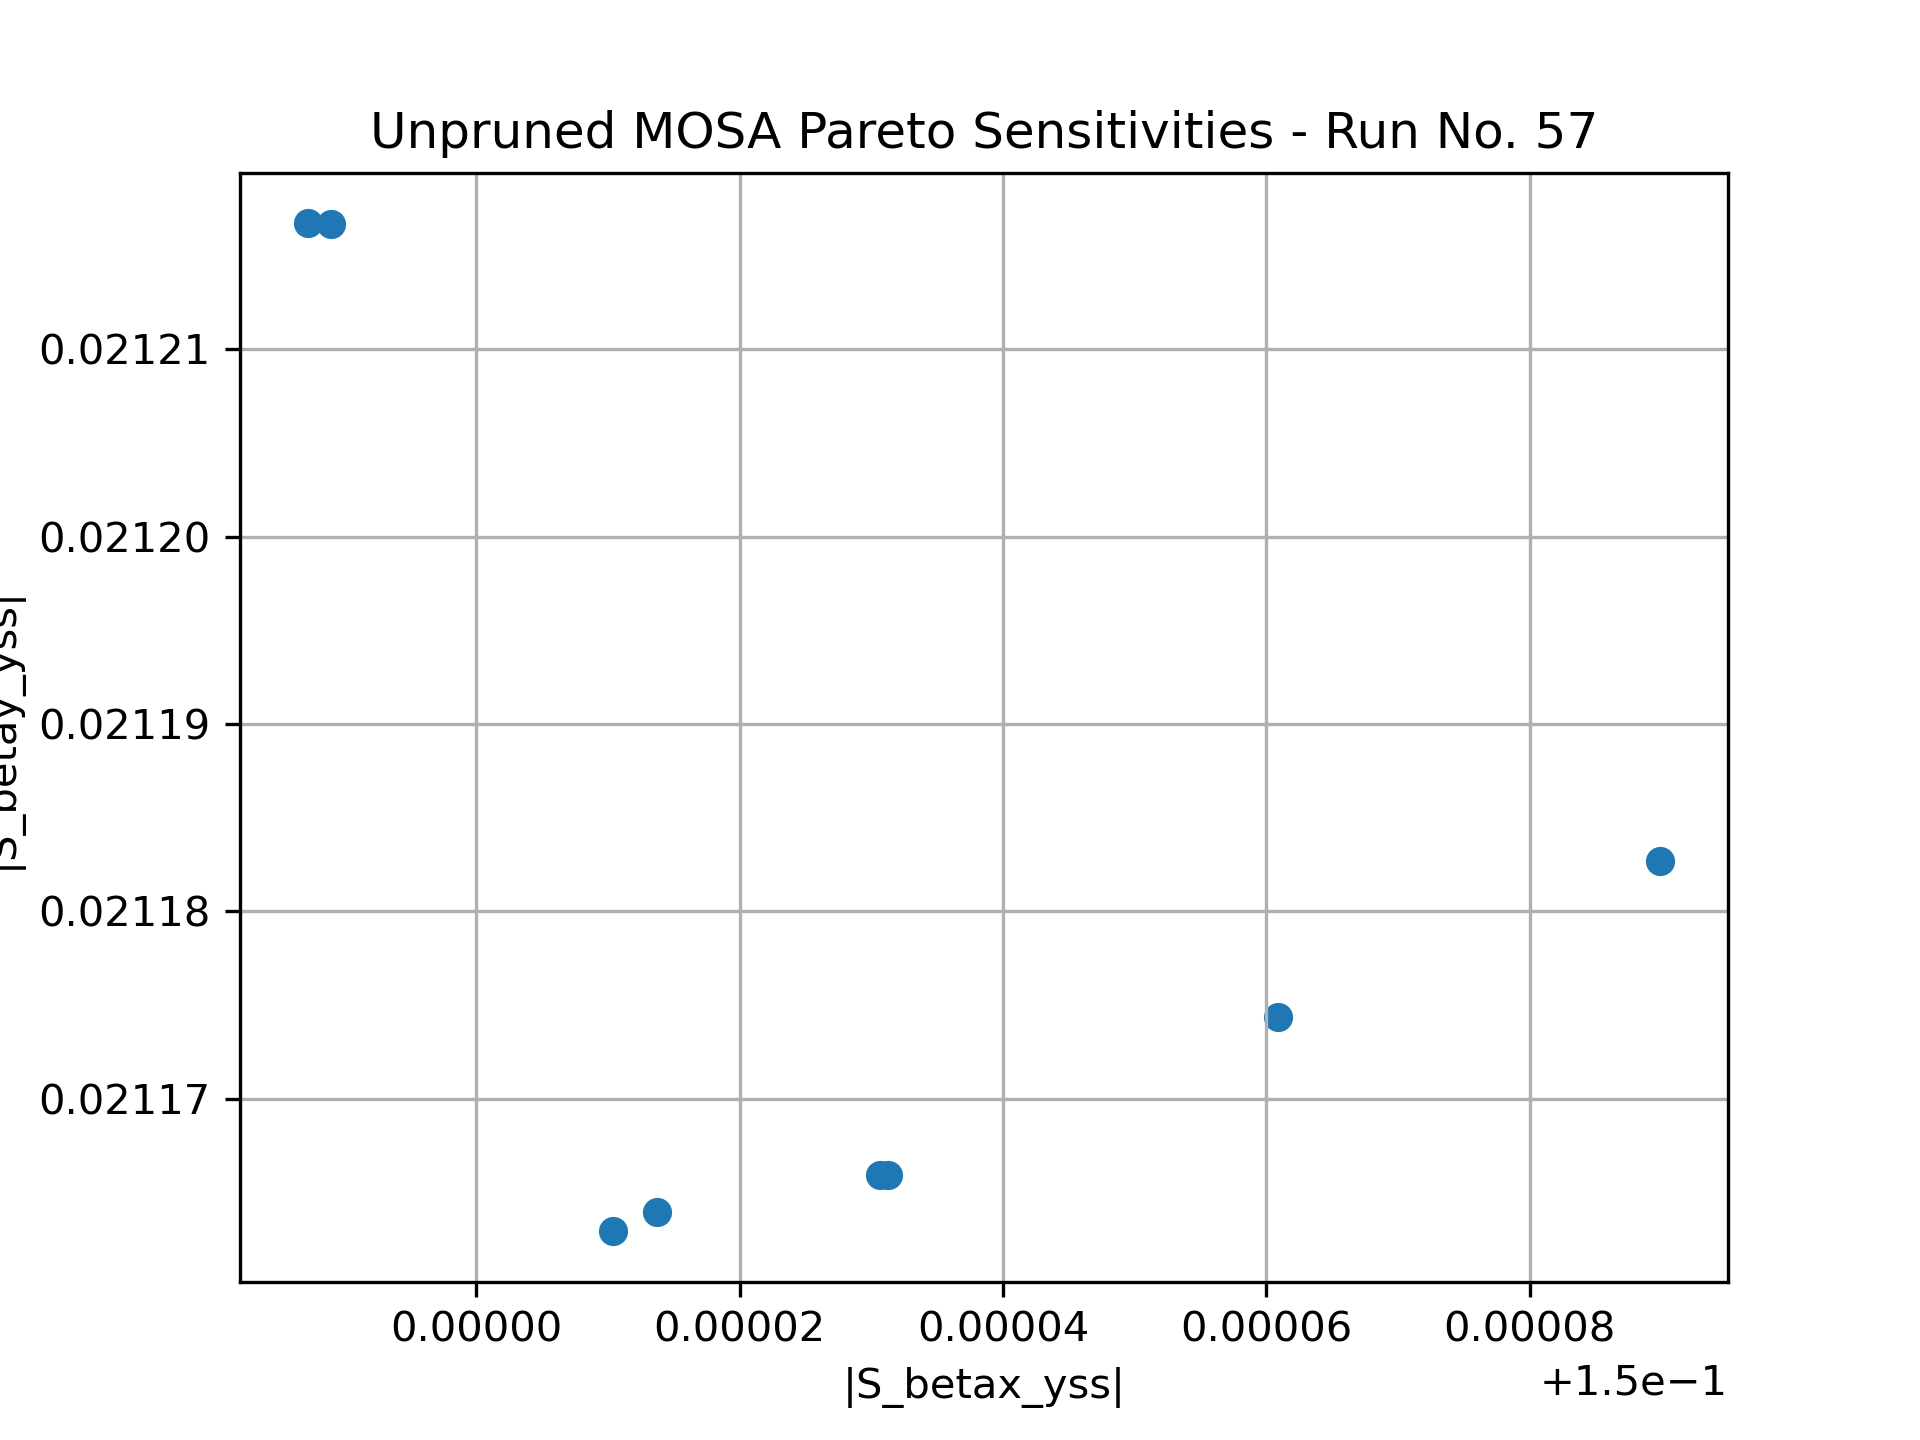 Unpruned MOSA Pareto Sensitivities - Run No. 57
0.02121
0.02120
0.02119
0.02118
0.02117
|S_betay_yss|
0.00000 0.00002 0.00004 0.00006 0.00008
+1.5e−1
|S_betax_yss|